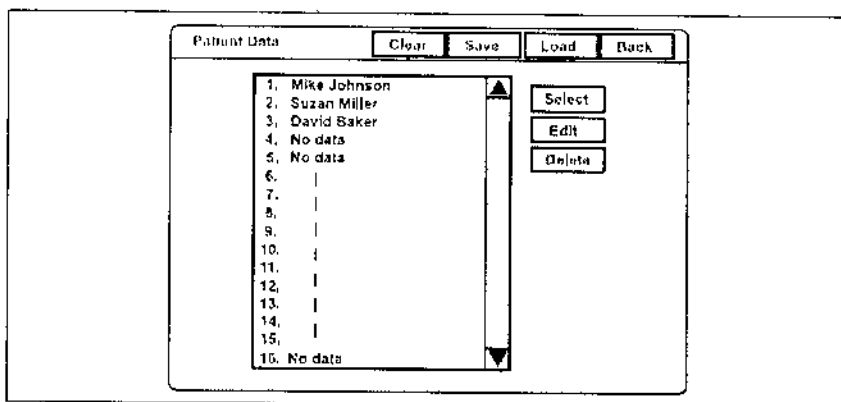 Patient Data Clear Save Load Back
1. Mike Johnson
2. Suzan Miller
3. David Baker
4. No data
5. No data
6.
7.
8.
9.
10.
11.
12.
13.
14.
15.
16. No data
Select
Edit
Delete